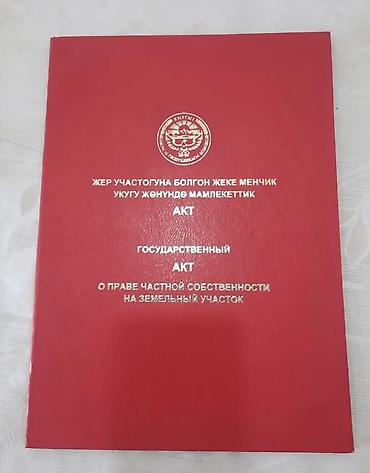 ЖЕР УЧАСТОГУНА БОЛГОН ЖЕКЕ МЕНЧИК
УКУГУ ЖӨНҮНДӨ МАМЛЕКЕТТИК
АКТ
ГОСУДАРСТВЕННЫЙ
АКТ
О ПРАВЕ ЧАСТНОЙ СОБСТВЕННОСТИ
НА ЗЕМЕЛЬНЫЙ УЧАСТОК